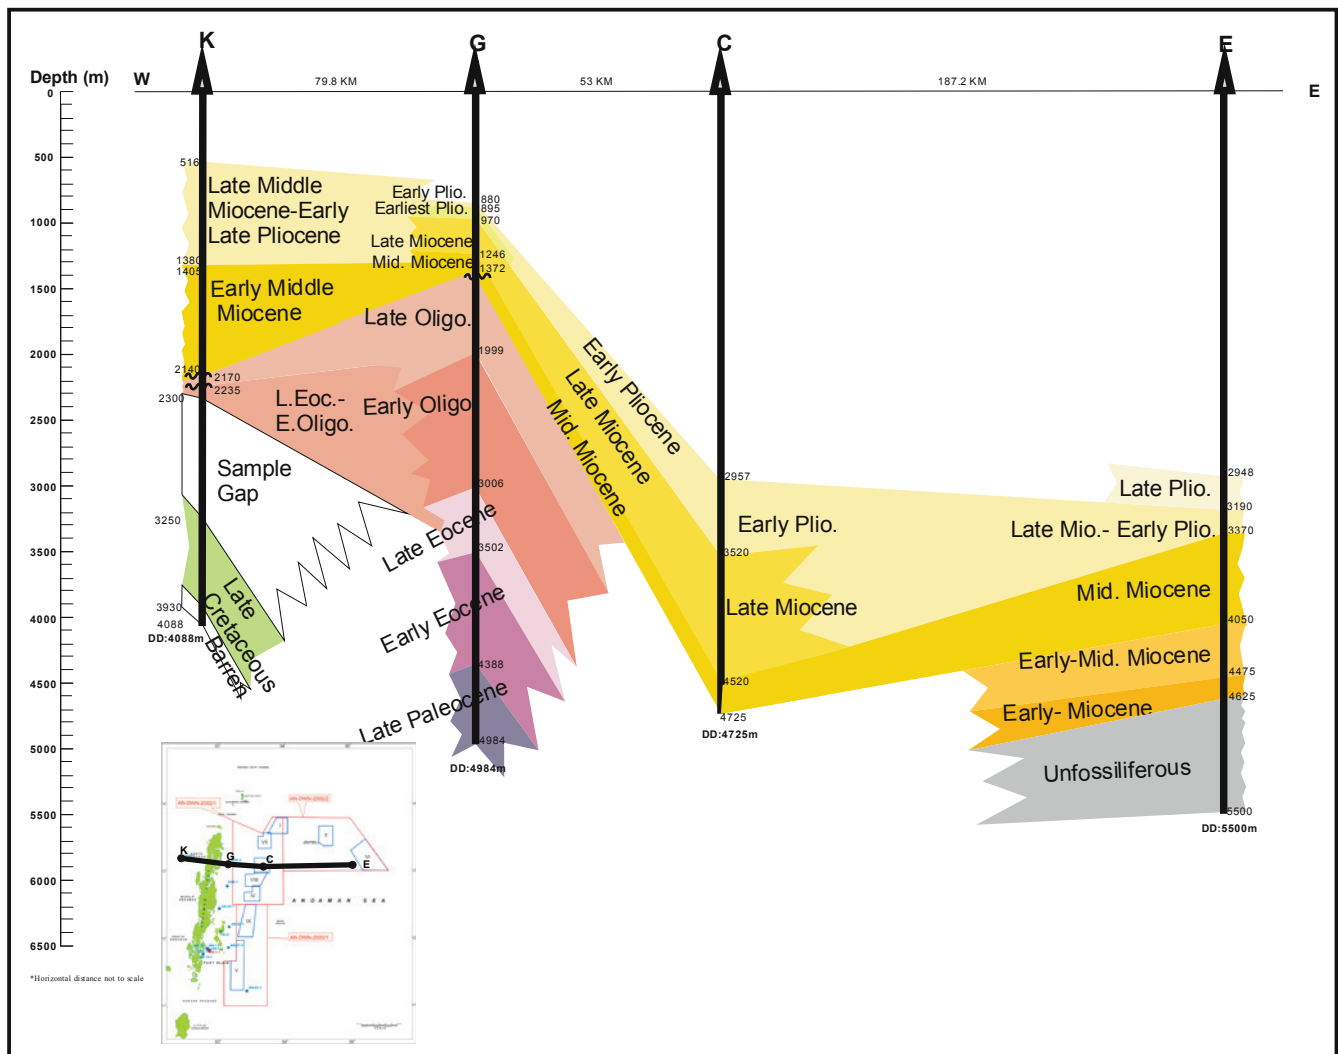 K
G
C
E
Depth (m)
W
79.8 KM
53 KM
187.2 KM
E
0
500
1000
1500
2000
2500
3000
3500
4000
4500
5000
5500
6000
6500
516
1380
1405
2140
2170
2235
2300
3250
3930
4088
DD:4088m
Late Middle
Miocene-Early
Late Pliocene
Early Middle
Miocene
L.Eoc.-
E.Oligo.
Sample
Gap
Late
Cretaceous
Barren
Early Plio.
Earliest Plio.
Late Miocene
Mid. Miocene
Late Oligo.
Early Oligo
Late Eocene
Early Eocene
Late Paleocene
880
895
970
1246
1372
1999
3006
3502
4388
4984
DD:4984m
Early Pliocene
Late Miocene
Mid. Miocene
2957
3520
4520
4725
DD:4725m
Early Plio.
Late Miocene
Late Plio.
Late Mio.- Early Plio.
Mid. Miocene
Early-Mid. Miocene
Early- Miocene
Unfossiliferous
2948
3190
3370
4050
4475
4625
5500
DD:5500m
K
G
C
E
ANDAMAN SEA
*Horizontal distance not to scale